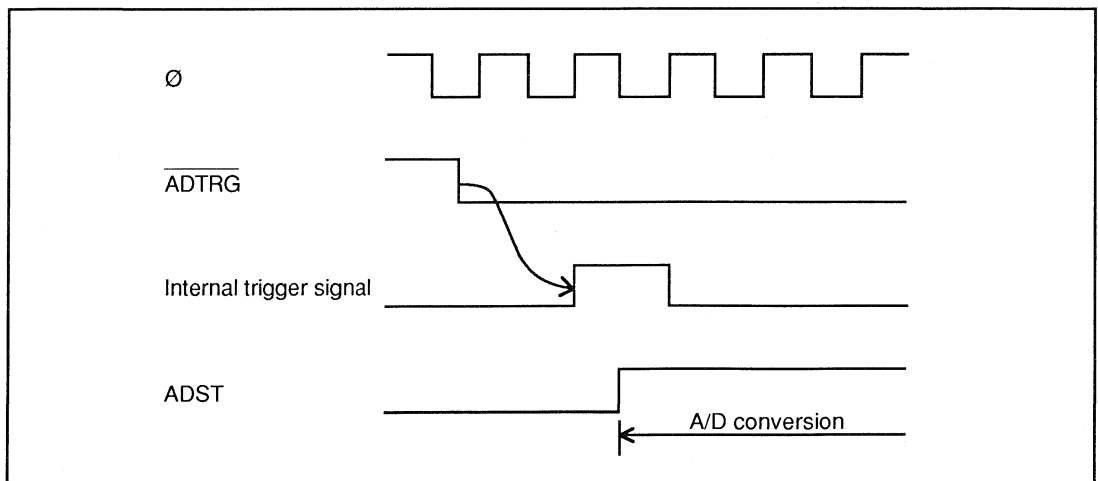 Ø
ADTRG
Internal trigger signal
ADST
A/D conversion